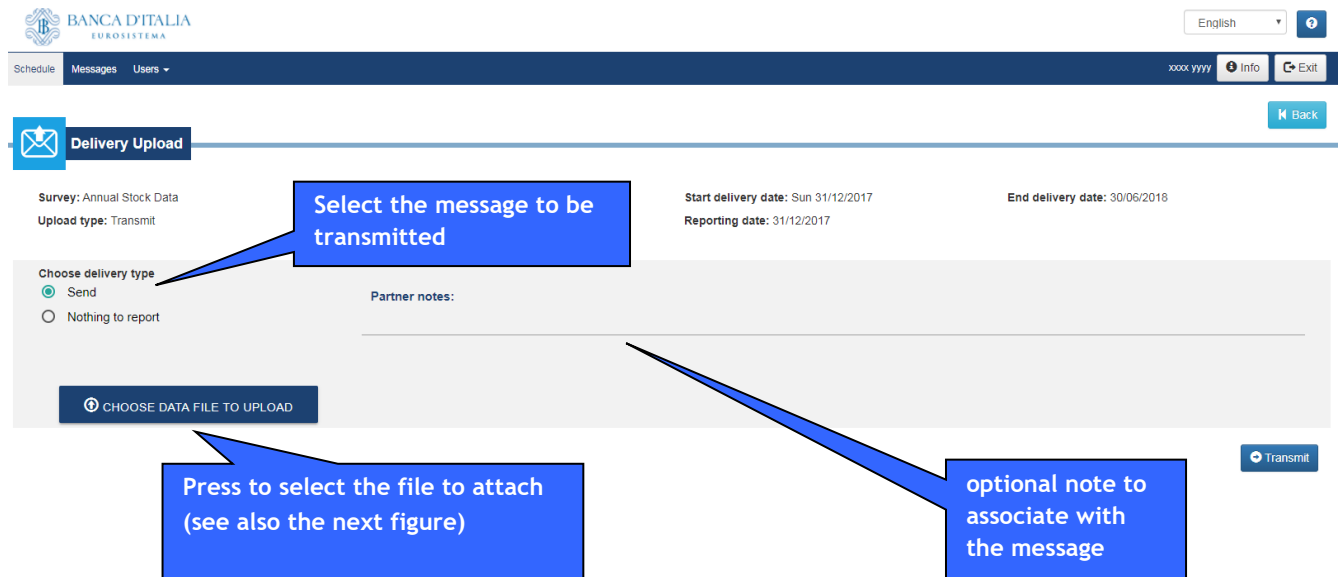 BANCA D'ITALIA
EUROSISTEMA
English
Schedule Messages Users
xxxx yyyy Info Exit
Back
Delivery Upload
Survey: Annual Stock Data
Upload type: Transmit
Select the message to be
transmitted
Start delivery date: Sun 31/12/2017
Reporting date: 31/12/2017
End delivery date: 30/06/2018
Choose delivery type
Send
Nothing to report
Partner notes:
CHOOSE DATA FILE TO UPLOAD
Transmit
Press to select the file to attach
(see also the next figure)
optional note to
associate with
the message